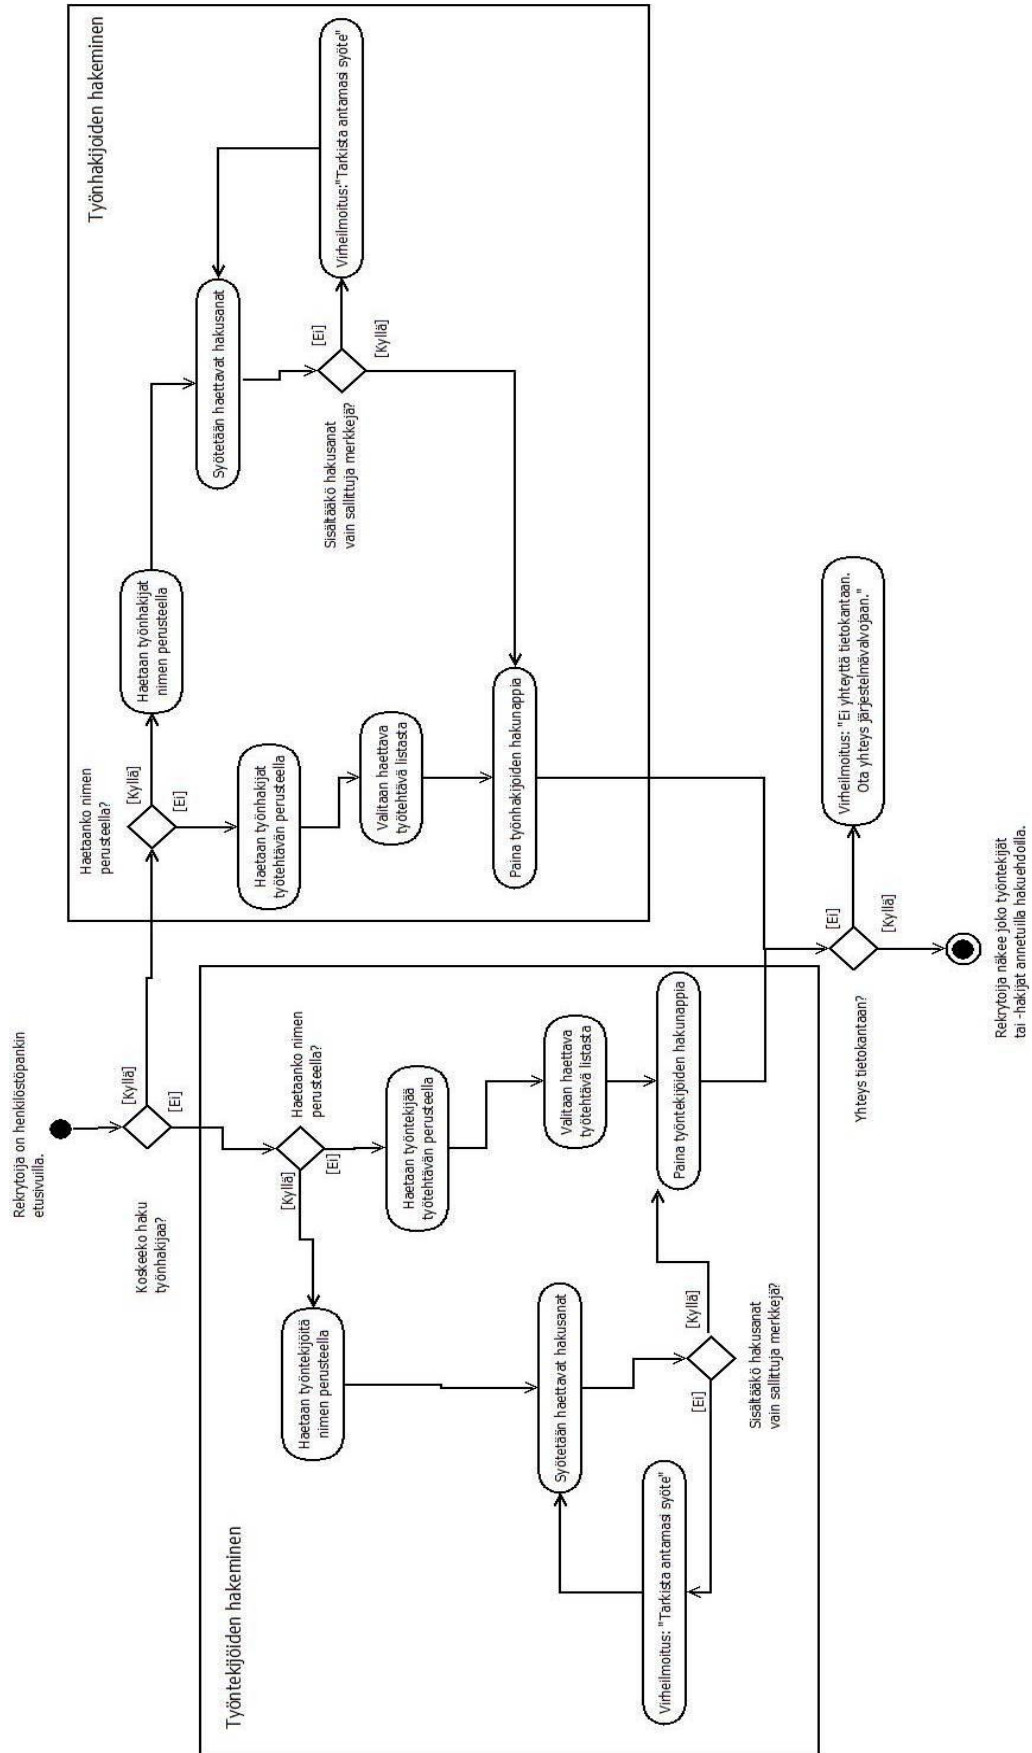 Rekrytoija on henkilöstöpankin
etusivuilla.
Koskeeko haku
työnhakijaa?
[Kyllä]
[Ei]
Työnhakijoiden hakeminen
Haetaanko nimen
perusteella?
[Kyllä]
[Ei]
Haetaan työnhakijat
nimen perusteella
Syötetään haettavat hakusanat
Sisältääkö hakusanat
vain sallittuja merkkejä?
[Ei]
[Kyllä]
Virheilmoitus:"Tarkista antamasi syöte"
Haetaan työnhakijat
työtehtävän perusteella
Valitaan haettava
työtehtävä listasta
Paina työnhakijoiden hakunappia
Työntekijöiden hakeminen
Haetaanko nimen
perusteella?
[Kyllä]
[Ei]
Haetaan työntekijöitä
nimen perusteella
Haetaan työntekijää
työtehtävän perusteella
Syötetään haettavat hakusanat
Valitaan haettava
työtehtävä listasta
Virheilmoitus: "Tarkista antamasi syöte"
[Ei]
[Kyllä]
Sisältääkö hakusanat
vain sallittuja merkkejä?
Paina työntekijöiden hakunappia
Yhteys tietokantaan?
[Ei]
[Kyllä]
Virheilmoitus: "Ei yhteyttä tietokantaan.
Ota yhteys järjestelmävalvojaan."
Rekrytoija näkee joko työntekijät
tai -hakijat annetuilla hakuehdoilla.